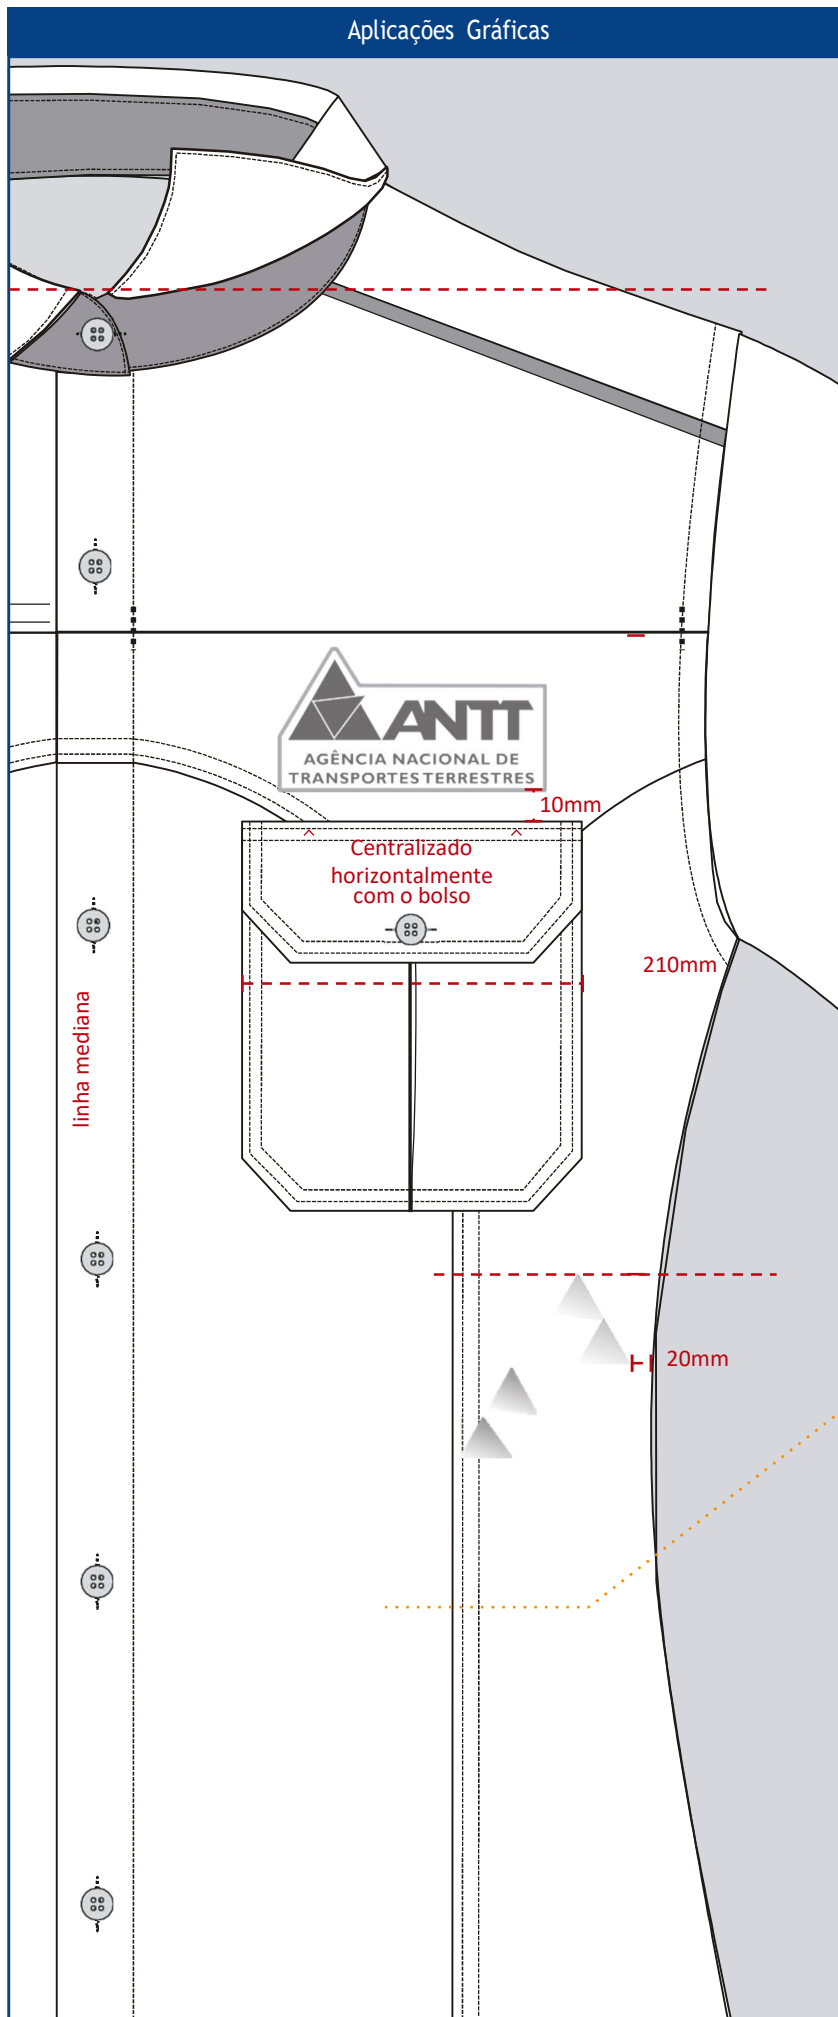 Aplicações Gráficas
ANTT
AGÊNCIA NACIONAL DE
TRANSPORTES TERRESTRES
10mm
Centralizado
horizontalmente
com o bolso
210mm
linha mediana
20mm